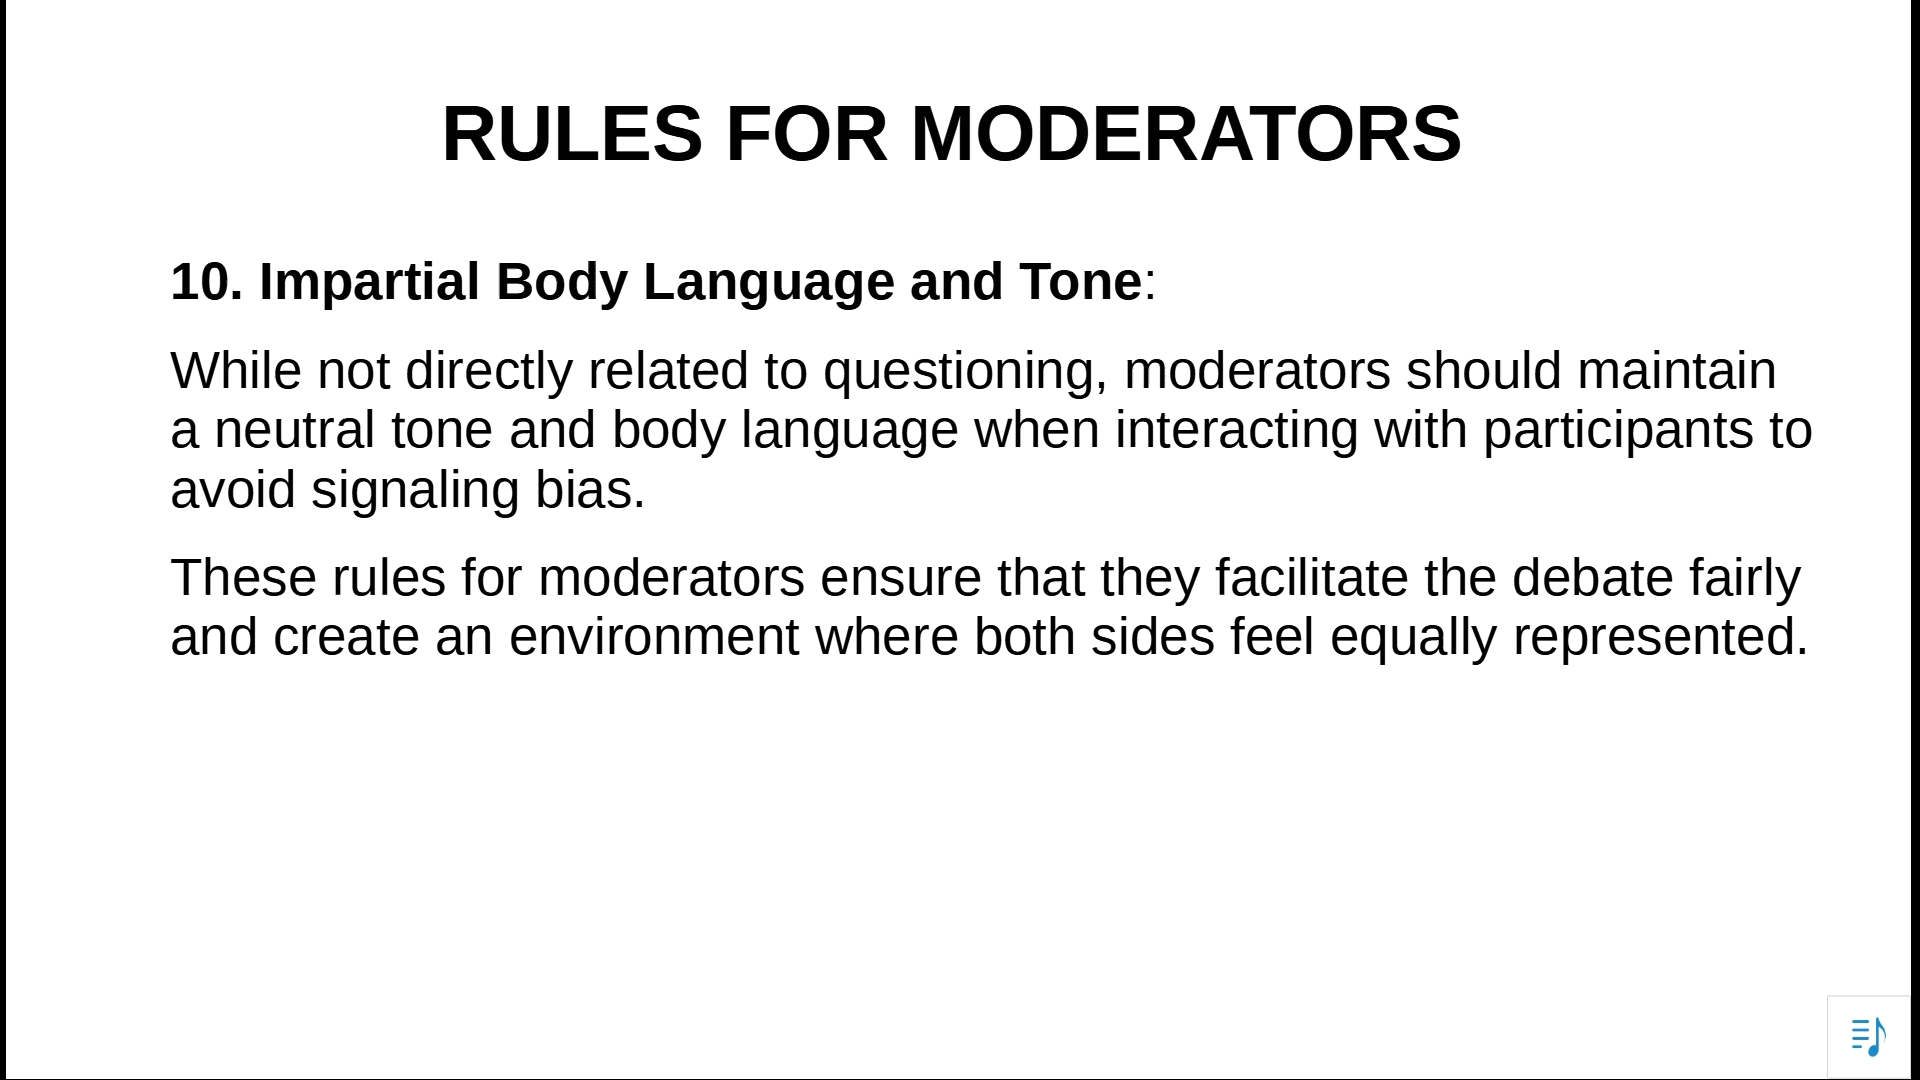 RULES FOR MODERATORS
10. Impartial Body Language and Tone:
While not directly related to questioning, moderators should maintain
a neutral tone and body language when interacting with participants to
avoid signaling bias.
These rules for moderators ensure that they facilitate the debate fairly
and create an environment where both sides feel equally represented.